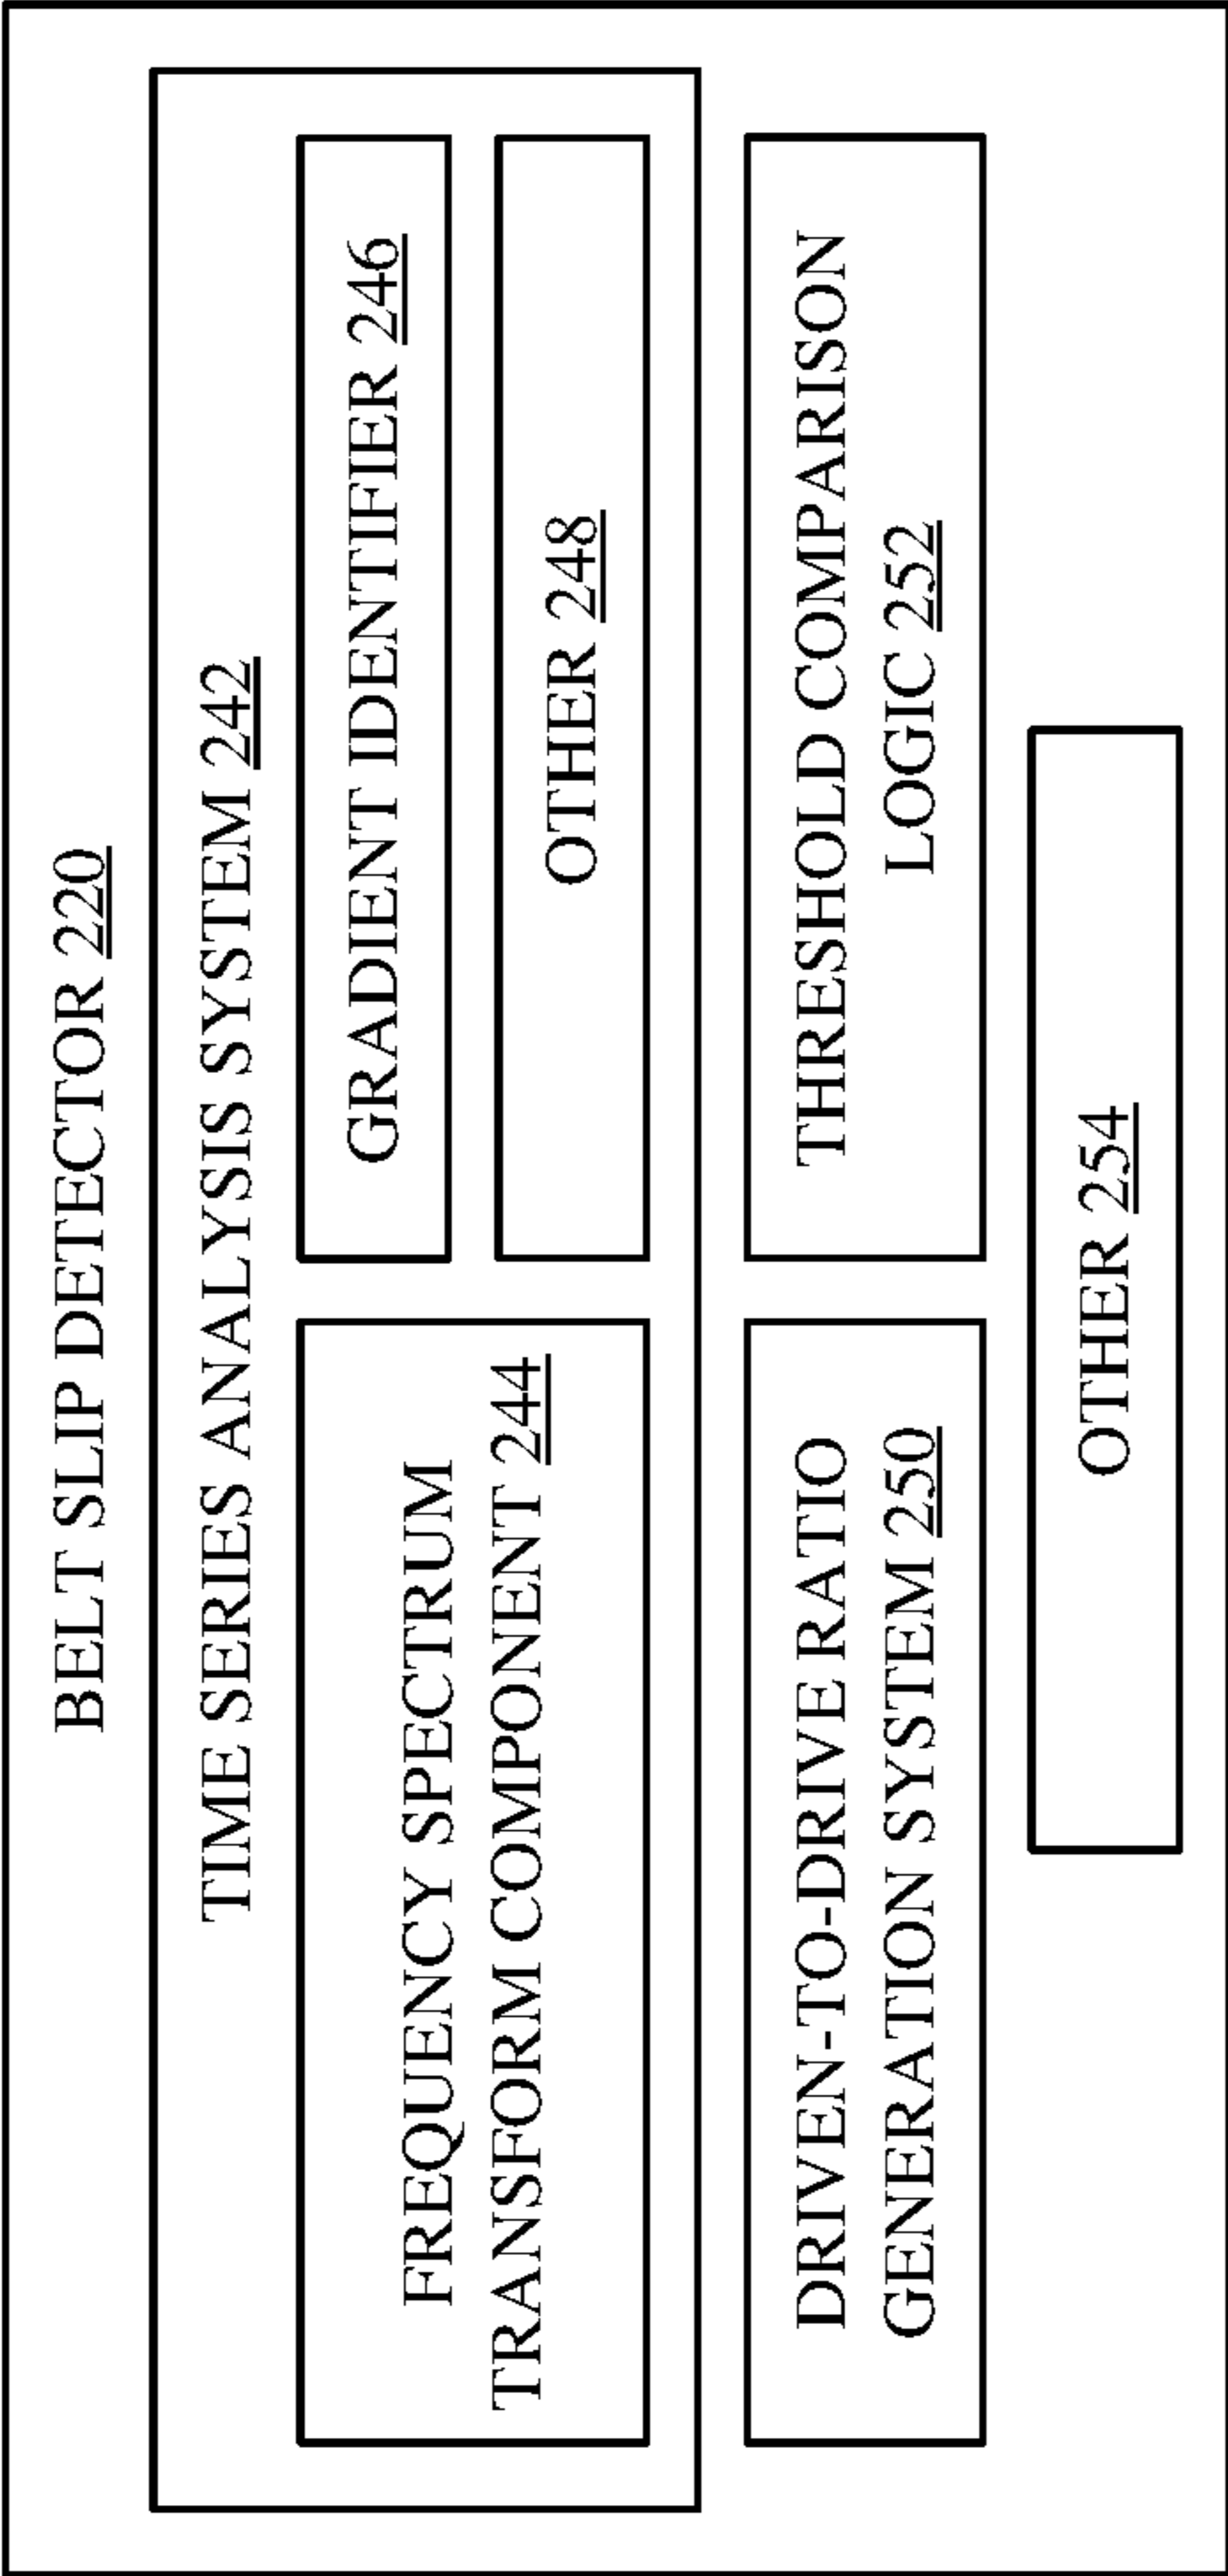 BELT SLIP DETECTOR 220
TIME SERIES ANALYSIS SYSTEM 242
FREQUENCY SPECTRUM
TRANSFORM COMPONENT 244
GRADIENT IDENTIFIER 246
OTHER 248
DRIVEN-TO-DRIVE RATIO
GENERATION SYSTEM 250
THRESHOLD COMPARISON
LOGIC 252
OTHER 254